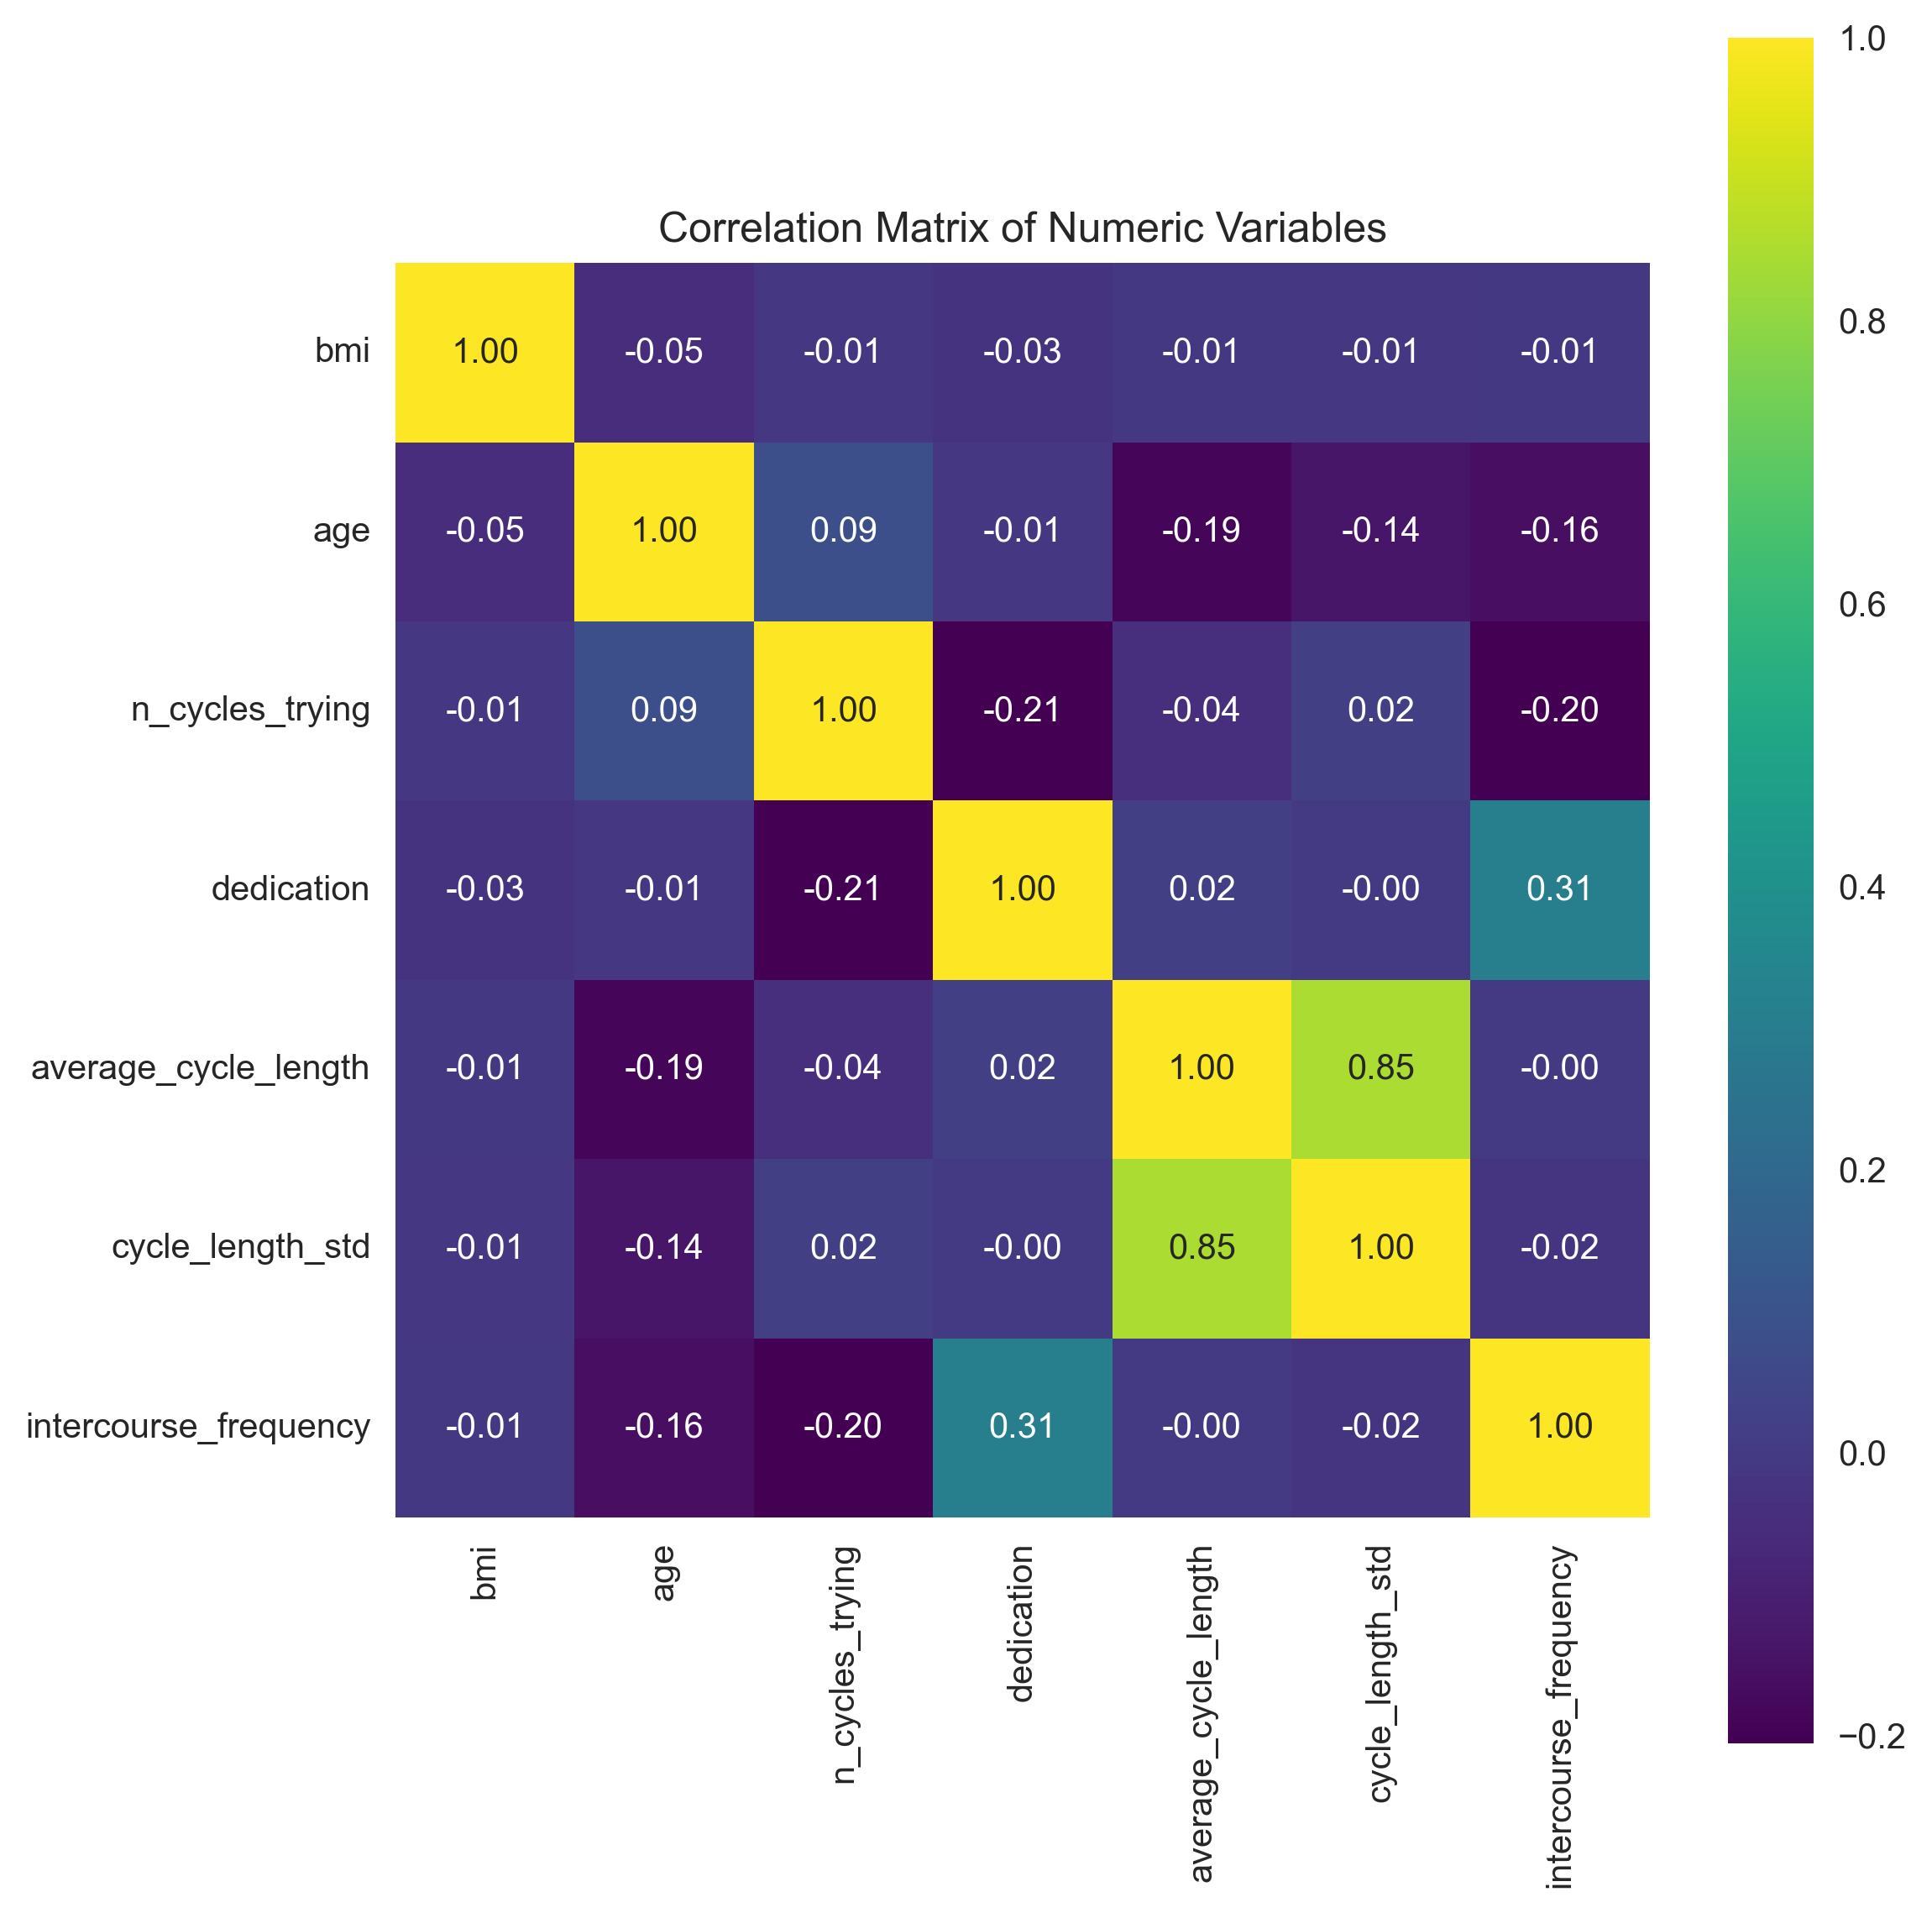 Correlation Matrix of Numeric Variables
bmi 1.00 -0.05 -0.01 -0.03 -0.01 -0.01 -0.01
age -0.05 1.00 0.09 -0.01 -0.19 -0.14 -0.16
n_cycles_trying -0.01 0.09 1.00 -0.21 -0.04 0.02 -0.20
dedication -0.03 -0.01 -0.21 1.00 0.02 -0.00 0.31
average_cycle_length -0.01 -0.19 -0.04 0.02 1.00 0.85 -0.00
cycle_length_std -0.01 -0.14 0.02 -0.00 0.85 1.00 -0.02
intercourse_frequency -0.01 -0.16 -0.20 0.31 -0.00 -0.02 1.00
bmi
age
n_cycles_trying
dedication
average_cycle_length
cycle_length_std
intercourse_frequency
1.0
0.8
0.6
0.4
0.2
0.0
−0.2